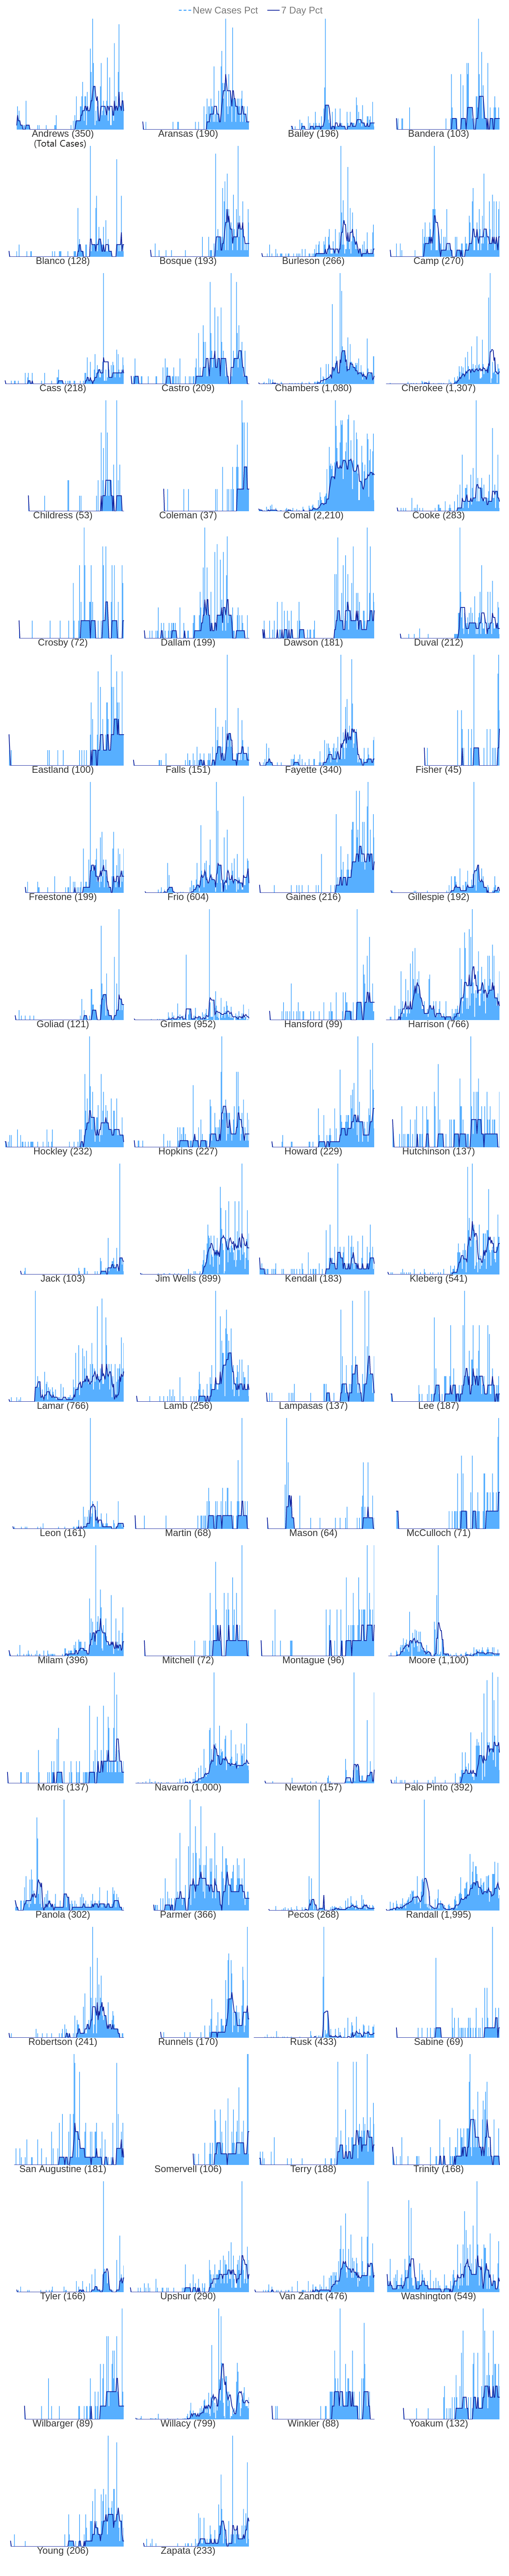 New Cases Pct 7 Day Pct
Andrews (350) Aransas (190) Bailey (196) Bandera (103)
(Total Cases)
Blanco (128) Bosque (193) Burleson (266) Camp (270)
Cass (218) Castro (209) Chambers (1,080) Cherokee (1,307)
Childress (53) Coleman (37) Comal (2,210) Cooke (283)
Crosby (72) Dallam (199) Dawson (181) Duval (212)
Eastland (100) Falls (151) Fayette (340) Fisher (45)
Freestone (199) Frio (604) Gaines (216) Gillespie (192)
Goliad (121) Grimes (952) Hansford (99) Harrison (766)
Hockley (232) Hopkins (227) Howard (229) Hutchinson (137)
Jack (103) Jim Wells (899) Kendall (183) Kleberg (541)
Lamar (766) Lamb (256) Lampasas (137) Lee (187)
Leon (161) Martin (68) Mason (64) McCulloch (71)
Milam (396) Mitchell (72) Montague (96) Moore (1,100)
Morris (137) Navarro (1,000) Newton (157) Palo Pinto (392)
Panola (302) Parmer (366) Pecos (268) Randall (1,995)
Robertson (241) Runnels (170) Rusk (433) Sabine (69)
San Augustine (181) Somervell (106) Terry (188) Trinity (168)
Tyler (166) Upshur (290) Van Zandt (476) Washington (549)
Wilbarger (89) Willacy (799) Winkler (88) Yoakum (132)
Young (206) Zapata (233)